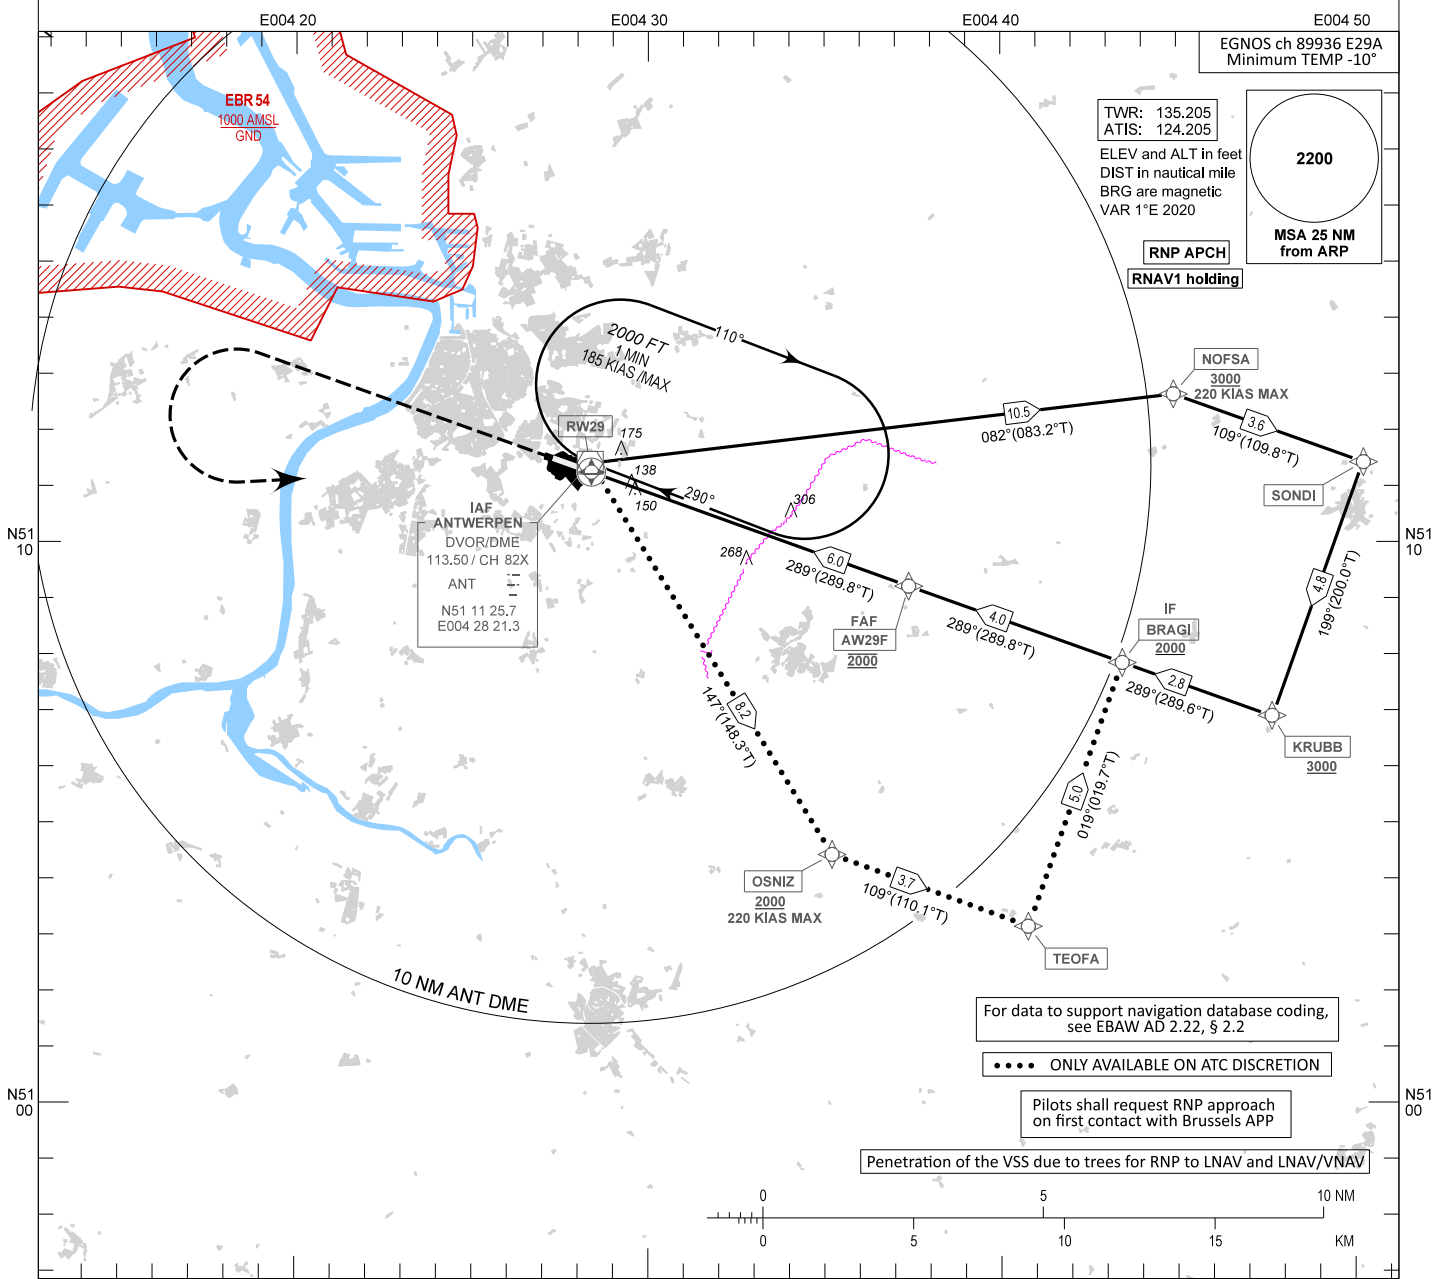 E004 20
E004 30
E004 40
E004 50
EGNOS ch 89936 E29A
Minimum TEMP -10°
EBR 54
1000 AMSL
GND
TWR: 135.205
ATIS: 124.205
ELEV and ALT in feet
DIST in nautical mile
BRG are magnetic
VAR 1°E 2020
2200
MSA 25 NM
from ARP
RNP APCH
RNAV1 holding
2000 FT
1 MIN
185 KIAS /MAX
110°
NOFSA
3000
220 KIAS MAX
10.5
082°(083.2°T)
3.6
109°(109.8°T)
RW29
175
138
150
290°
306
268
SONDI
IAF
ANTWERPEN
DVOR/DME
113.50 / CH 82X
ANT
N51 11 25.7
E004 28 21.3
N51
10
N51
10
6.0
289°(289.8°T)
4.0
289°(289.8°T)
FAF
AW29F
2000
4.8
199°(200.0°T)
IF
BRAGI
2000
2.8
289°(289.6°T)
KRUBB
3000
8.2
147°(148.3°T)
5.0
019°(019.7°T)
OSNIZ
2000
220 KIAS MAX
3.7
109°(110.1°T)
TEOFA
10 NM ANT DME
For data to support navigation database coding,
see EBAW AD 2.22, § 2.2
ONLY AVAILABLE ON ATC DISCRETION
N51
00
N51
00
Pilots shall request RNP approach
on first contact with Brussels APP
Penetration of the VSS due to trees for RNP to LNAV and LNAV/VNAV
0
5
10 NM
0
5
10
15
KM